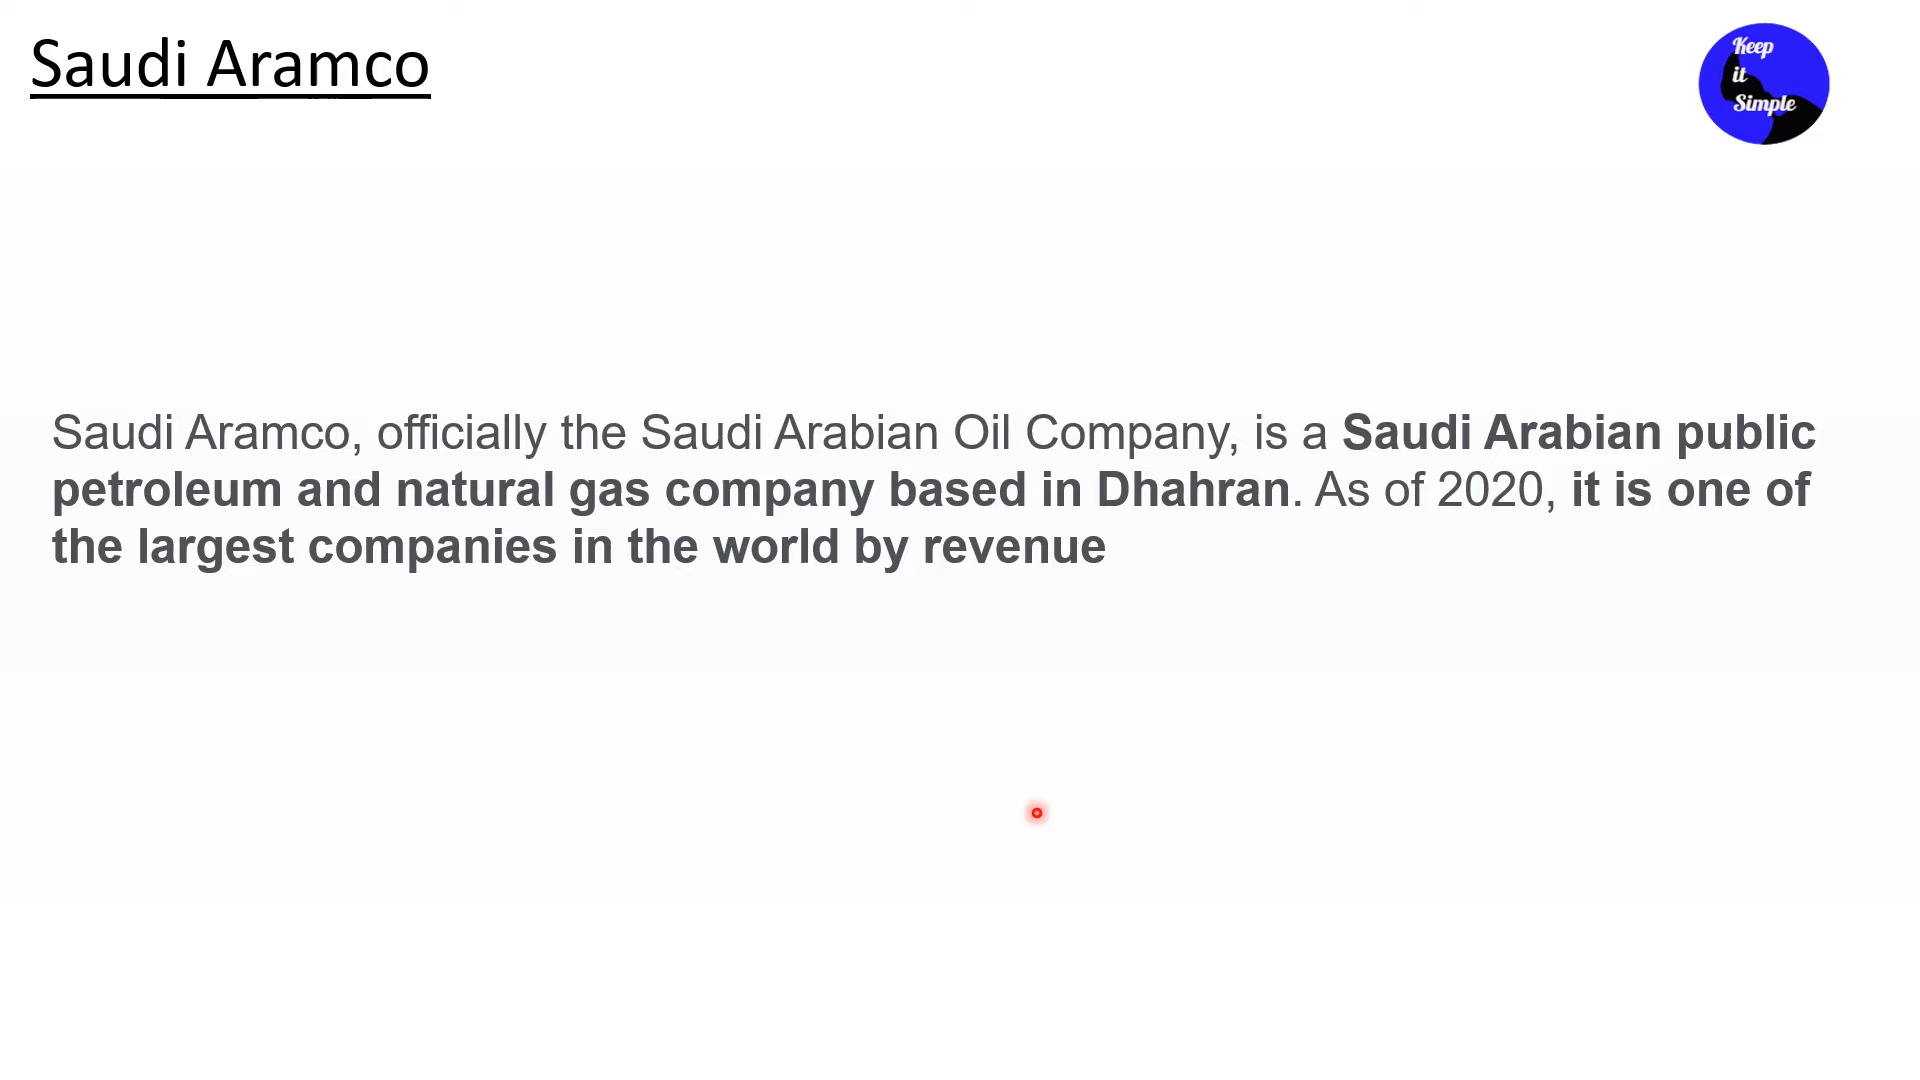 Saudi Aramco
Keep
it
Simple
Saudi Aramco, officially the Saudi Arabian Oil Company, is a Saudi Arabian public
petroleum and natural gas company based in Dhahran. As of 2020, it is one of
the largest companies in the world by revenue